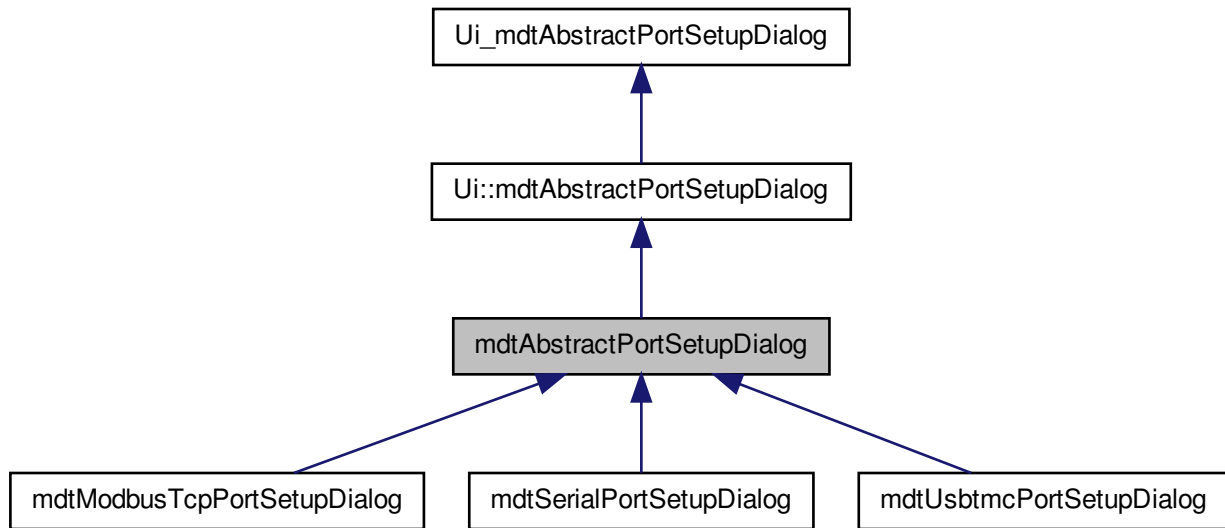 Ui_mdtAbstractPortSetupDialog
Ui::mdtAbstractPortSetupDialog
mdtAbstractPortSetupDialog
mdtModbusTcpPortSetupDialog
mdtSerialPortSetupDialog
mdtUsbtmcPortSetupDialog